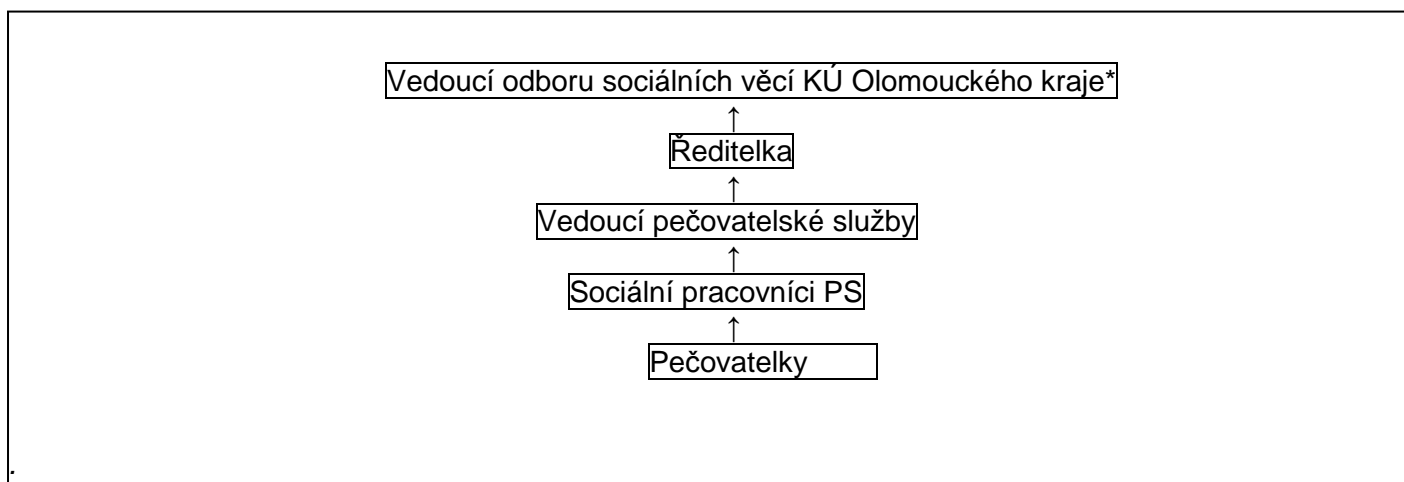 Vedoucí odboru sociálních věcí KÚ Olomouckého kraje*
↑
Ředitelka
↑
Vedoucí pečovatelské služby
↑
Sociální pracovníci PS
↑
Pečovatelky
.